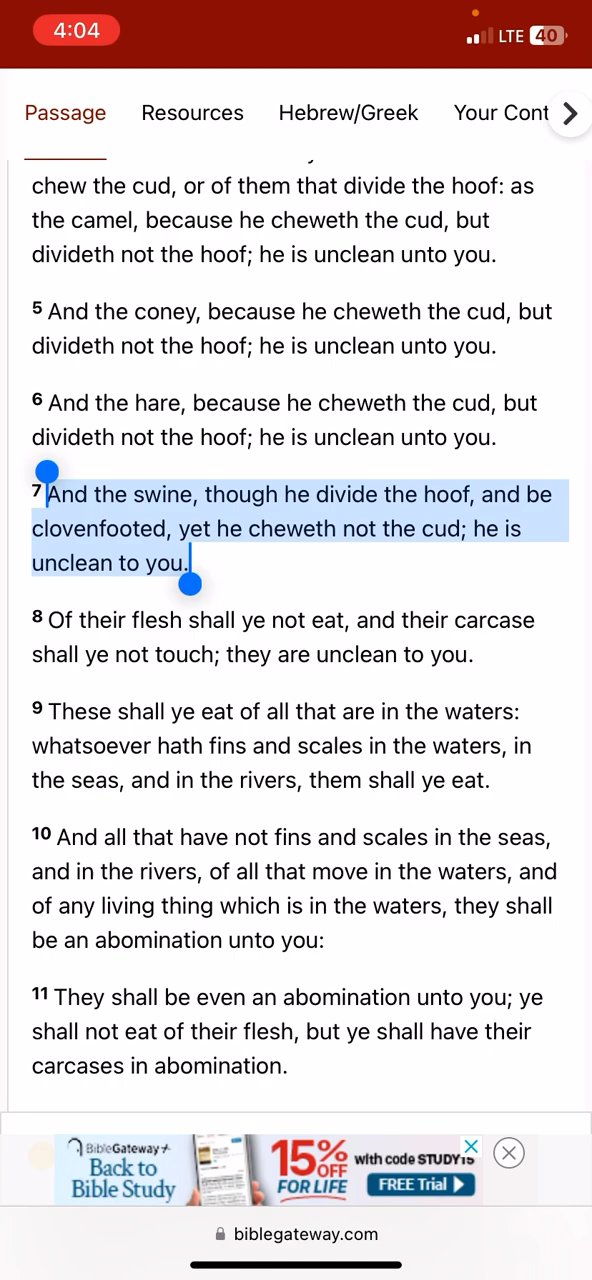 4:04
LTE 40
Passage Resources Hebrew/Greek Your Cont
chew the cud, or of them that divide the hoof: as
the camel, because he cheweth the cud, but
divideth not the hoof; he is unclean unto you.
5 And the coney, because he cheweth the cud, but
divideth not the hoof; he is unclean unto you.
6 And the hare, because he cheweth the cud, but
divideth not the hoof; he is unclean unto you.
7 And the swine, though he divide the hoof, and be
clovenfooted, yet he cheweth not the cud; he is
unclean to you.
8 Of their flesh shall ye not eat, and their carcase
shall ye not touch; they are unclean to you.
9 These shall ye eat of all that are in the waters:
whatsoever hath fins and scales in the waters, in
the seas, and in the rivers, them shall ye eat.
10 And all that have not fins and scales in the seas,
and in the rivers, of all that move in the waters, and
of any living thing which is in the waters, they shall
be an abomination unto you:
11 They shall be even an abomination unto you; ye
shall not eat of their flesh, but ye shall have their
carcases in abomination.
BibleGateway+
Back to
Bible Study
15% OFF
FOR LIFE
with code STUDY15
FREE Trial
biblegateway.com